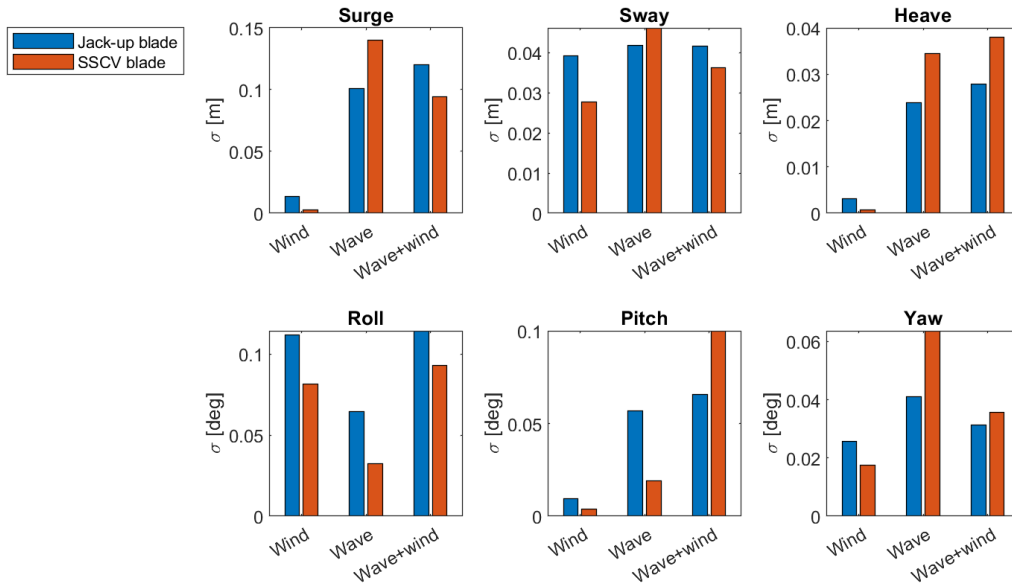 Jack-up blade
SSCV blade
Surge
0.15
0.1
0.05
0
σ [m]
Wind
Wave
Wave+wind
Sway
0.04
0.03
0.02
0.01
0
σ [m]
Wind
Wave
Wave+wind
Heave
0.04
0.03
0.02
0.01
0
σ [m]
Wind
Wave
Wave+wind
Roll
0.1
0.05
0
σ [deg]
Wind
Wave
Wave+wind
Pitch
0.1
0.05
0
σ [deg]
Wind
Wave
Wave+wind
Yaw
0.06
0.04
0.02
0
σ [deg]
Wind
Wave
Wave+wind